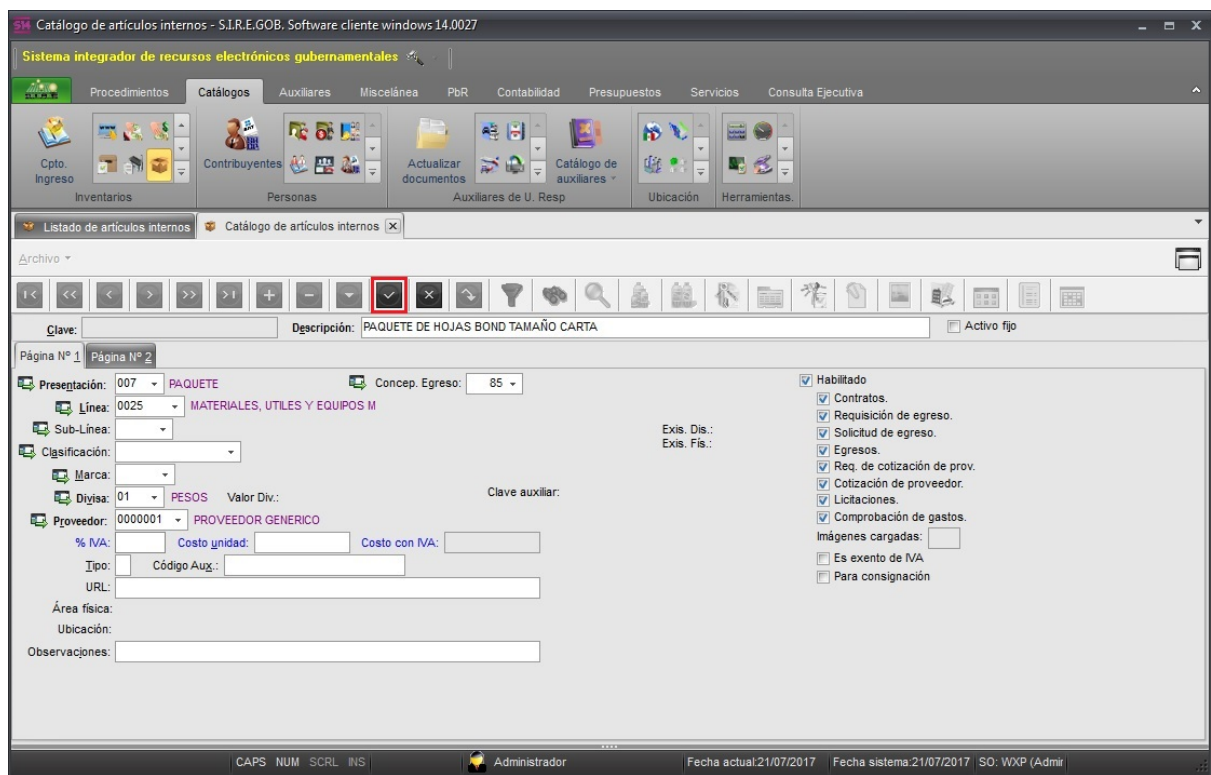 S14 Catálogo de artículos internos - S.I.R.E.GOB. Software cliente windows 14.0027
Sistema integrador de recursos electrónicos gubernamentales
Procedimientos Catálogos Auxiliares Miscelánea PbR Contabilidad Presupuestos Servicios Consulta Ejecutiva
Cpto. Ingreso
Contribuyentes
Actualizar documentos
Catálogo de auxiliares
Inventarios Personas Auxiliares de U. Resp Ubicación Herramientas.
Listado de artículos internos Catálogo de artículos internos
Archivo
Clave: Descripción: PAQUETE DE HOJAS BOND TAMAÑO CARTA Activo fijo
Página Nº 1 Página Nº 2
Presentación: 007 PAQUETE Concep. Egreso: 85
Línea: 0025 MATERIALES, UTILES Y EQUIPOS M
Sub-Línea:
Clasificación:
Marca:
Divisa: 01 PESOS Valor Div.: Clave auxiliar:
Proveedor: 0000001 PROVEEDOR GENERICO
% IVA: Costo unidad: Costo con IVA:
Tipo: Código Aux.:
URL:
Área física:
Ubicación:
Observaciones:
Exis. Dis.:
Exis. Fís.:
Habilitado
Contratos.
Requisición de egreso.
Solicitud de egreso.
Egresos.
Req. de cotización de prov.
Cotización de proveedor.
Licitaciones.
Comprobación de gastos.
Imágenes cargadas:
Es exento de IVA
Para consignación
CAPS NUM SCRL INS Administrador Fecha actual:21/07/2017 Fecha sistema:21/07/2017 SO: WXP (Admir